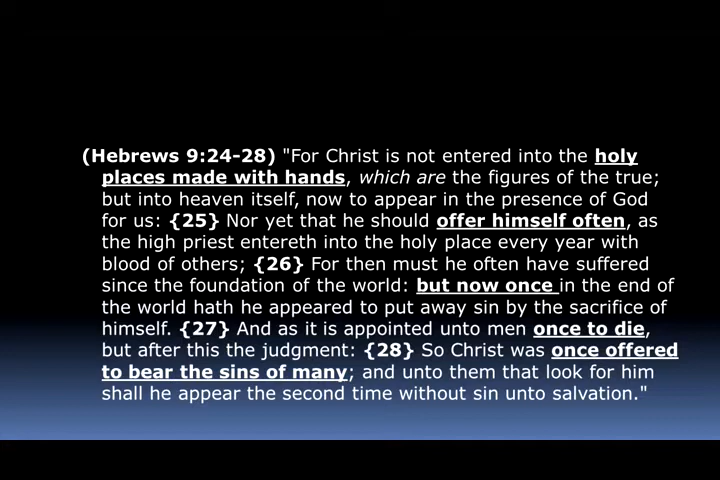 (Hebrews 9:24-28) "For Christ is not entered into the holy
places made with hands, which are the figures of the true;
but into heaven itself, now to appear in the presence of God
for us: {25} Nor yet that he should offer himself often, as
the high priest entereth into the holy place every year with
blood of others; {26} For then must he often have suffered
since the foundation of the world: but now once in the end of
the world hath he appeared to put away sin by the sacrifice of
himself. {27} And as it is appointed unto men once to die,
but after this the judgment: {28} So Christ was once offered
to bear the sins of many; and unto them that look for him
shall he appear the second time without sin unto salvation."